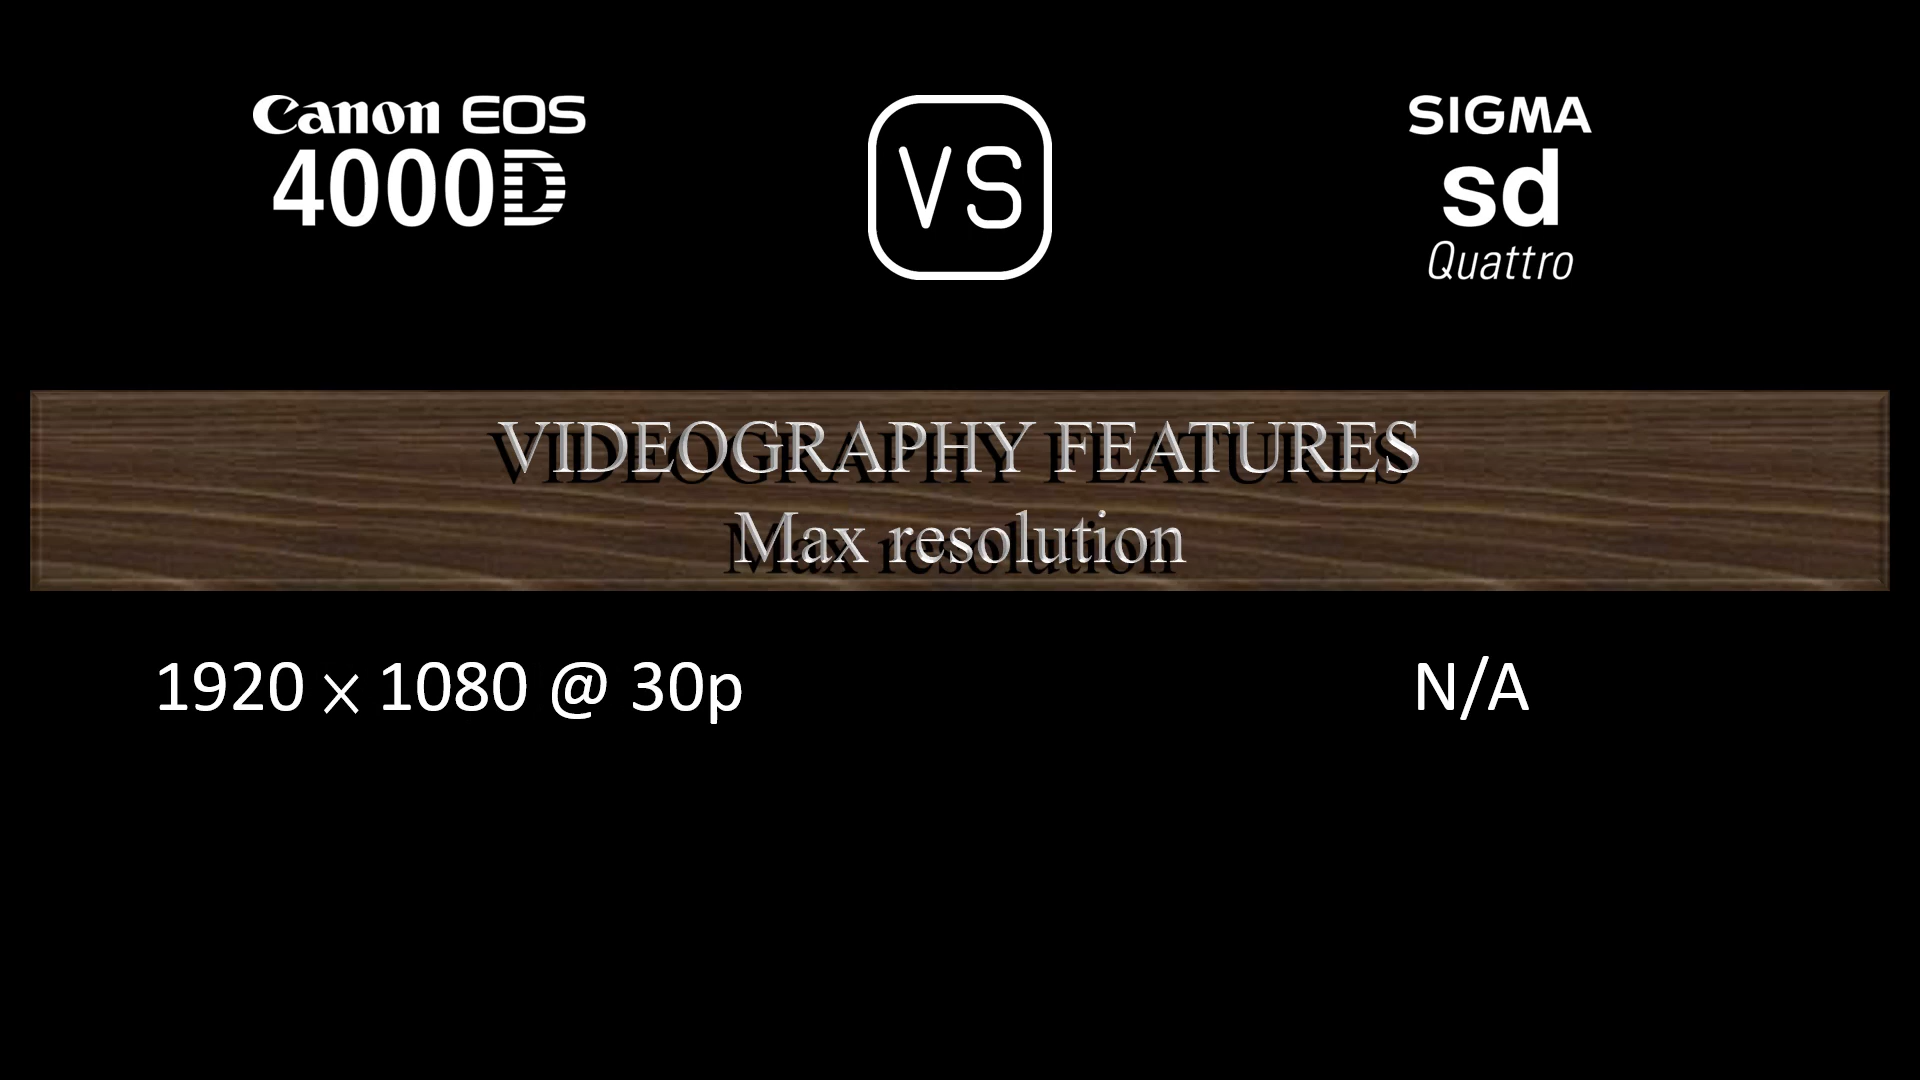 Canon EOS
4000D
VS
SIGMA
sd
Quattro
VIDEOGRAPHY FEATURES
Max resolution
1920 x 1080 @ 30p
N/A